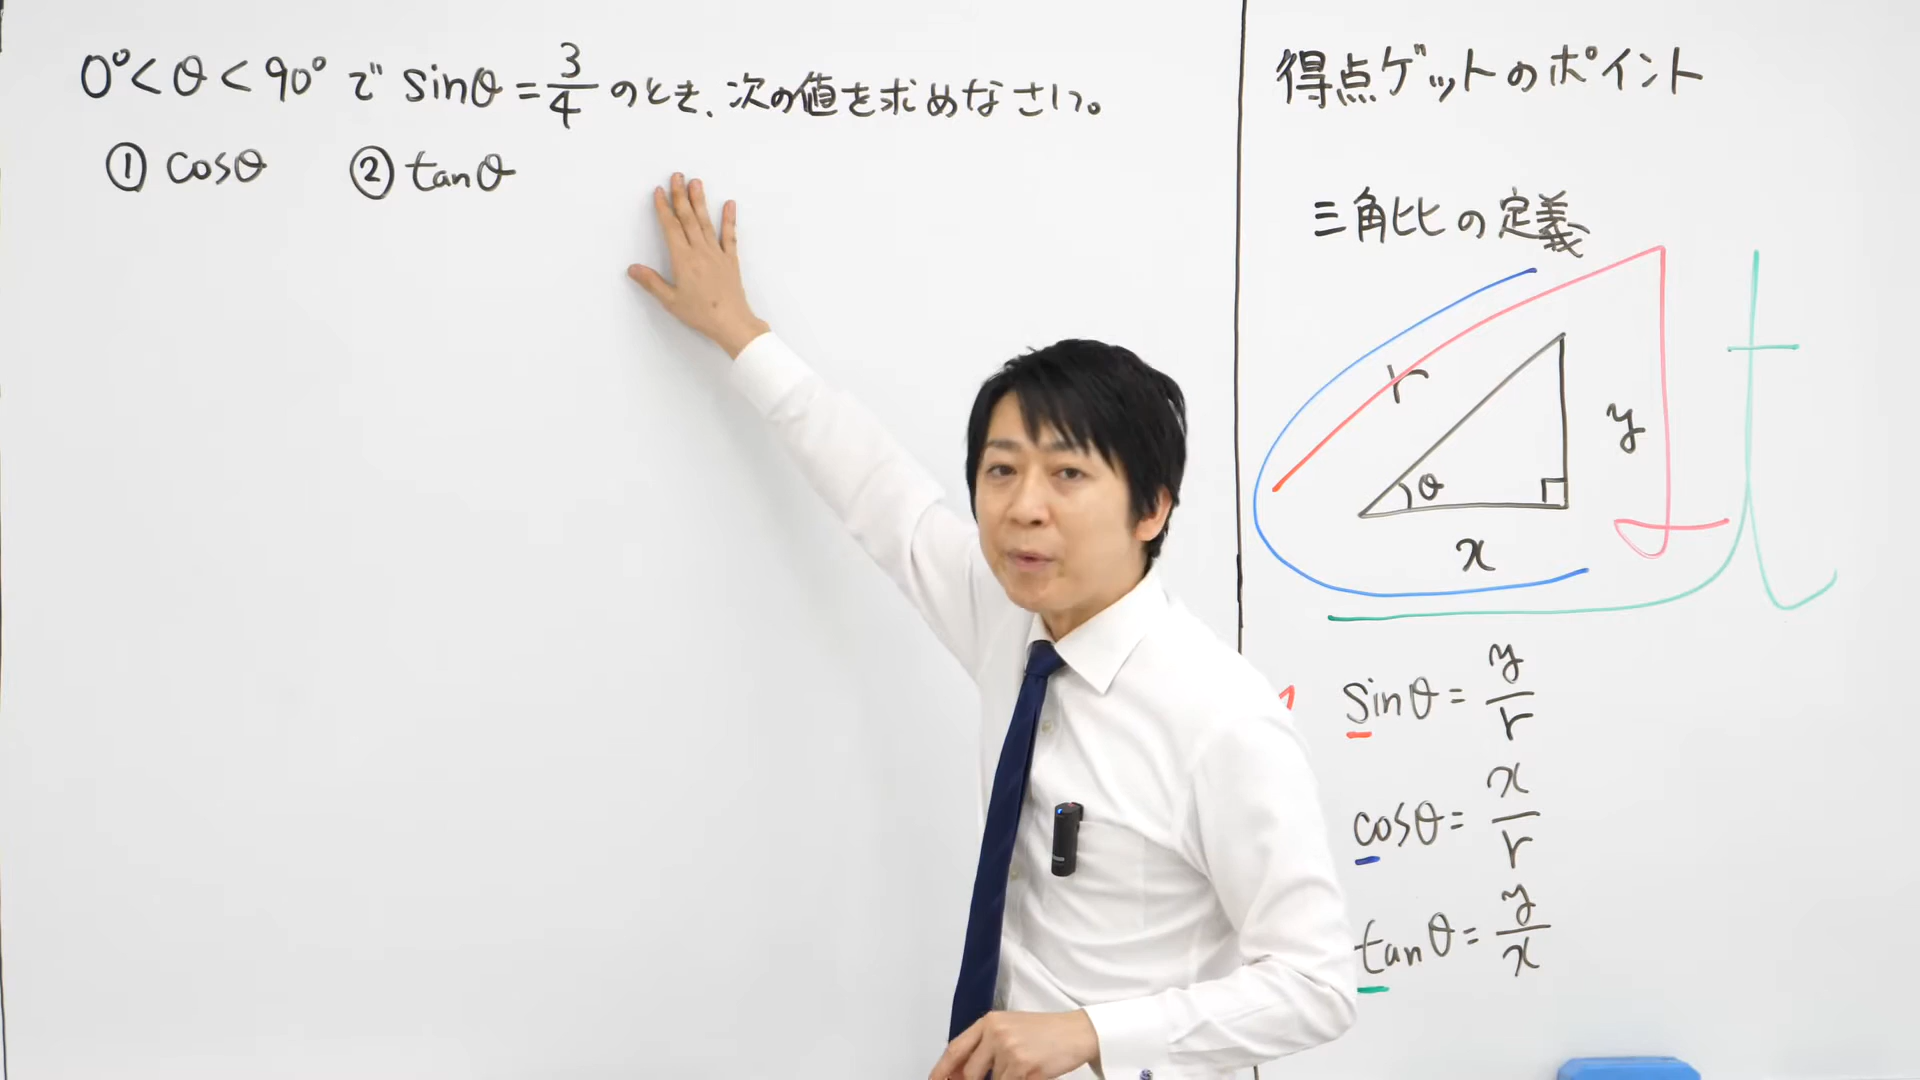 0°<θ<90° で sinθ=3/4 のとき、次の値を求めなさい。
① cosθ ② tanθ
得点ゲットのポイント
三角比の定義
r
y
θ
x
t
sinθ=y/r
cosθ=x/r
tanθ=y/x